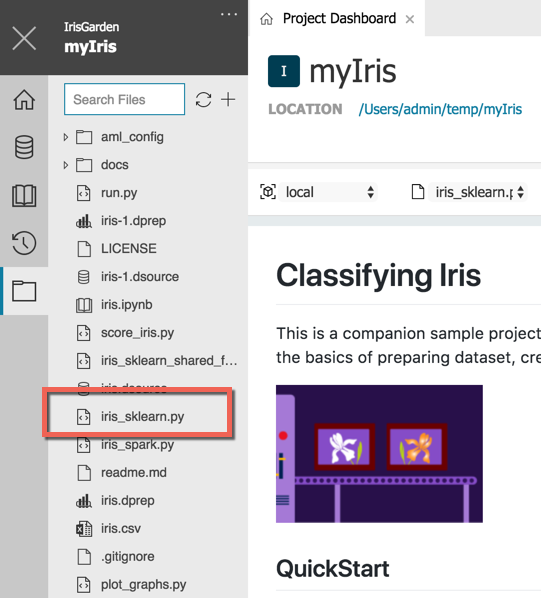 IrisGarden
myIris
Search Files
aml_config
docs
run.py
iris-1.dprep
LICENSE
iris-1.dsource
iris.ipynb
score_iris.py
iris_sklearn_shared_f...
iris.dsource
iris_sklearn.py
iris_spark.py
readme.md
iris.dprep
iris.csv
.gitignore
plot_graphs.py
Project Dashboard
I
myIris
LOCATION /Users/admin/temp/myIris
local
iris_sklearn.p
Classifying Iris
This is a companion sample project
the basics of preparing dataset, cre
QuickStart